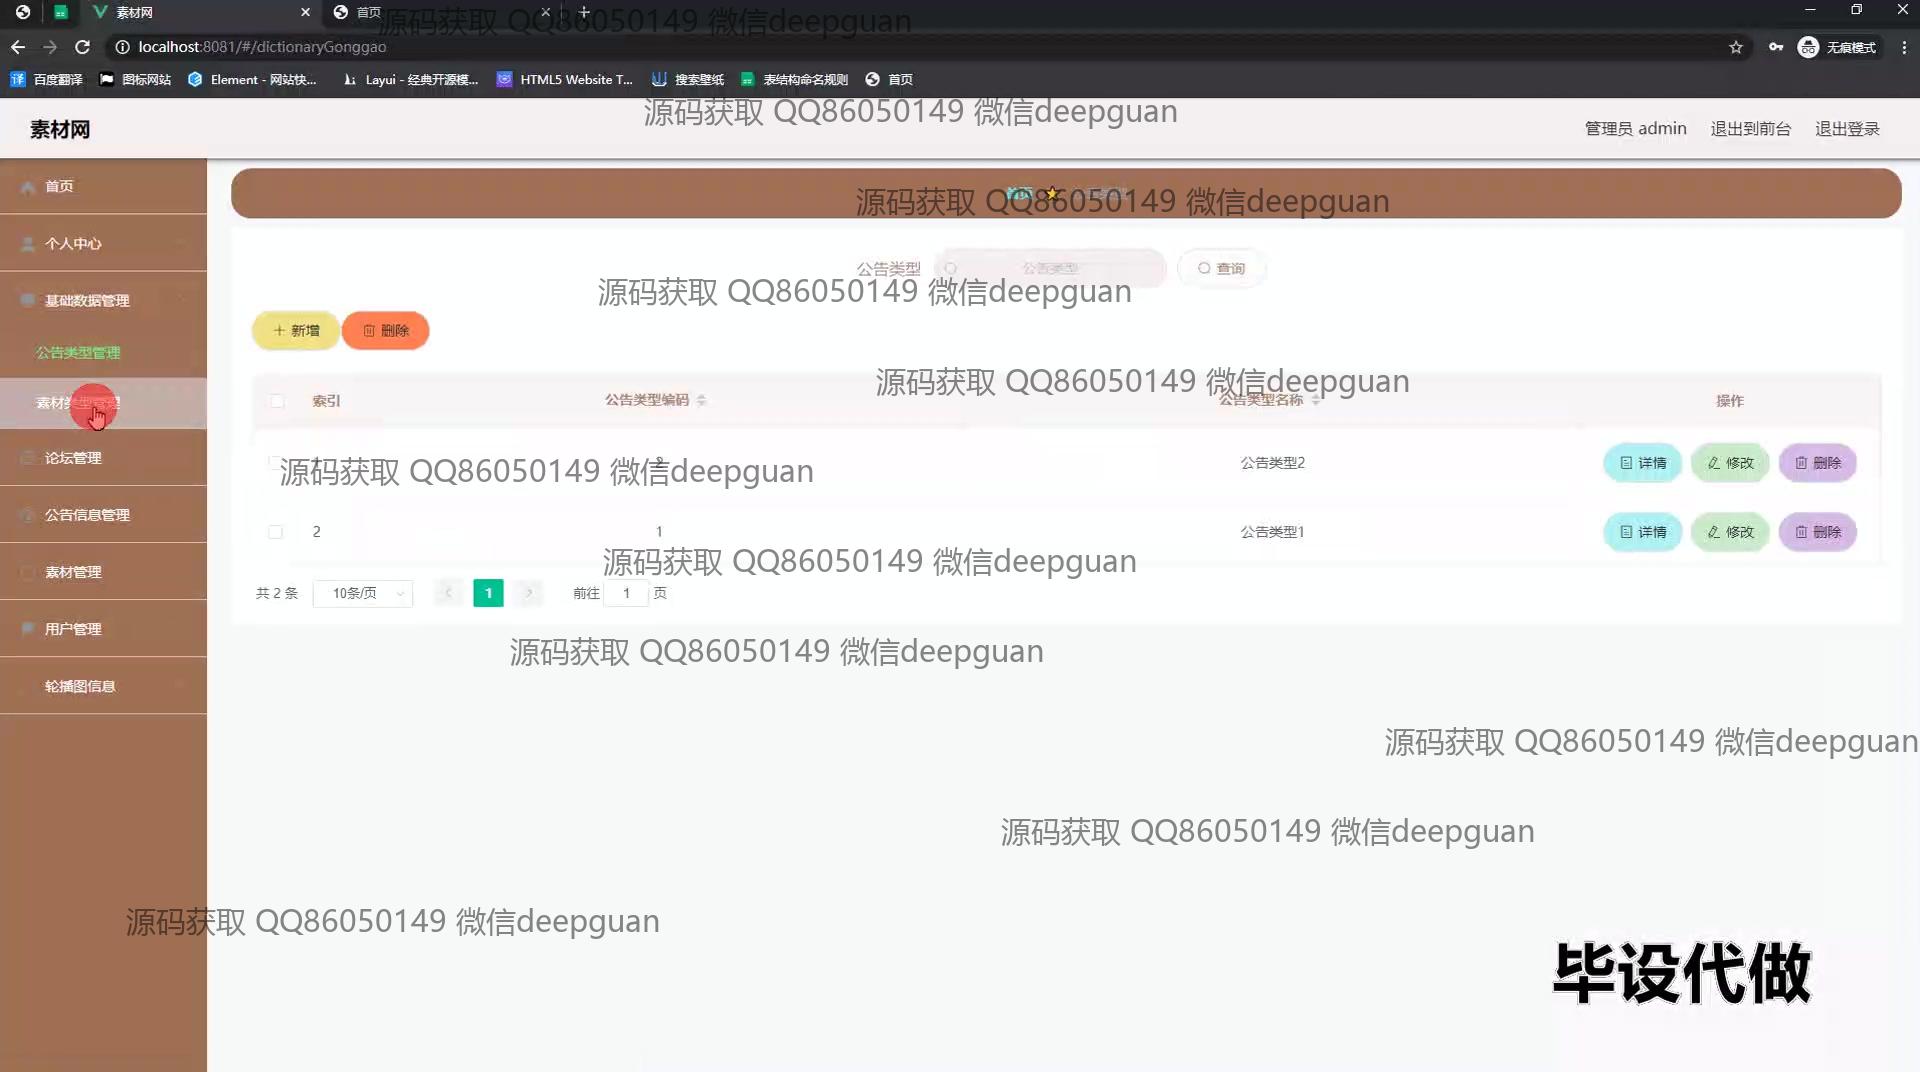 素材网
首页
localhost:8081/#/dictionaryGonggao
无痕模式
百度翻译
图标网站
Element - 网站快...
Layui - 经典开源模...
HTML5 Website T...
搜索壁纸
表结构命名规则
首页
源码获取 QQ86050149 微信deepguan
源码获取 QQ86050149 微信deepguan
素材网
管理员 admin
退出到前台
退出登录
首页
个人中心
基础数据管理
公告类型管理
素材类型管理
论坛管理
公告信息管理
素材管理
用户管理
轮播图信息
首页
源码获取 QQ86050149 微信deepguan
公告类型
公告类型
查询
源码获取 QQ86050149 微信deepguan
新增
删除
源码获取 QQ86050149 微信deepguan
索引
公告类型编码
公告类型名称
操作
源码获取 QQ86050149 微信deepguan
2
公告类型2
详情
修改
删除
2
1
公告类型1
详情
修改
删除
源码获取 QQ86050149 微信deepguan
共 2 条
10条/页
1
前往
1
页
源码获取 QQ86050149 微信deepguan
源码获取 QQ86050149 微信deepguan
源码获取 QQ86050149 微信deepguan
源码获取 QQ86050149 微信deepguan
毕设代做